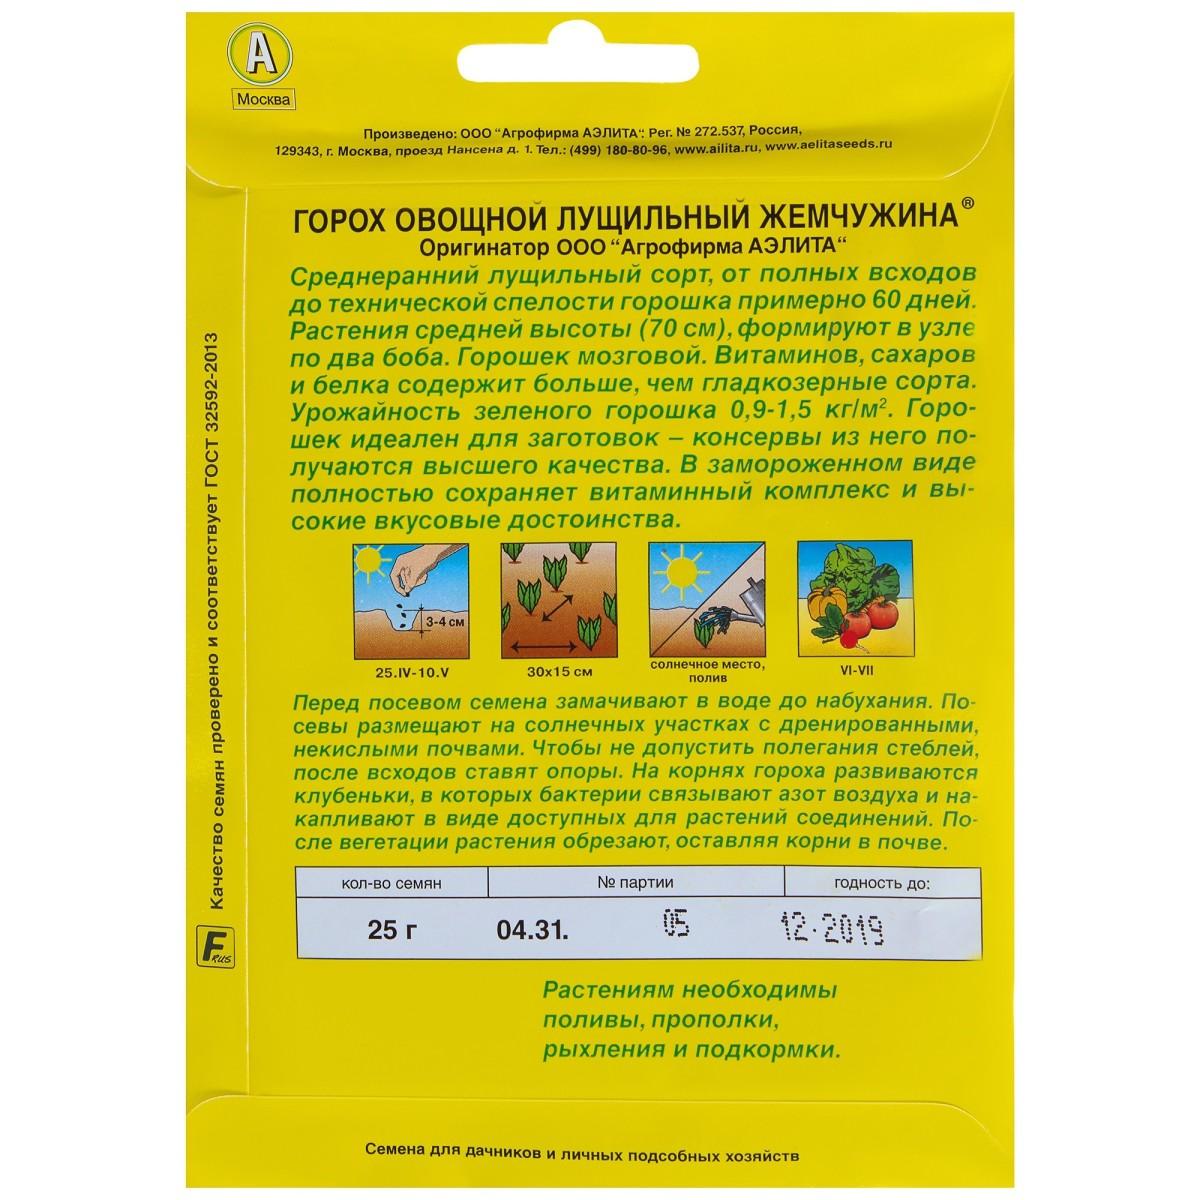 А
Москва
Произведено: ООО “Агрофирма АЭЛИТА“. Рег. № 272.537, Россия,
129343, г. Москва, проезд Нансена д. 1. Тел.: (499) 180-80-96, www.ailita.ru, www.aelitaseeds.ru
ГОРОХ ОВОЩНОЙ ЛУЩИЛЬНЫЙ ЖЕМЧУЖИНА®
Оригинатор ООО “Агрофирма АЭЛИТА“
Среднеранний лущильный сорт, от полных всходов
до технической спелости горошка примерно 60 дней.
Растения средней высоты (70 см), формируют в узле
по два боба. Горошек мозговой. Витаминов, сахаров
и белка содержит больше, чем гладкозерные сорта.
Урожайность зеленого горошка 0,9-1,5 кг/м². Горо-
шек идеален для заготовок – консервы из него по-
лучаются высшего качества. В замороженном виде
полностью сохраняет витаминный комплекс и вы-
сокие вкусовые достоинства.
3-4 см
25.IV-10.V
30х15 см
солнечное место,
полив
VI-VII
Перед посевом семена замачивают в воде до набухания. По-
севы размещают на солнечных участках с дренированными,
некислыми почвами. Чтобы не допустить полегания стеблей,
после всходов ставят опоры. На корнях гороха развиваются
клубеньки, в которых бактерии связывают азот воздуха и на-
капливают в виде доступных для растений соединений. По-
сле вегетации растения обрезают, оставляя корни в почве.
кол-во семян № партии годность до:
25 г 04.31. 05 12.2019
Растениям необходимы
поливы, прополки,
рыхления и подкормки.
Качество семян проверено и соответствует ГОСТ 32592-2013
F RUS
Семена для дачников и личных подсобных хозяйств